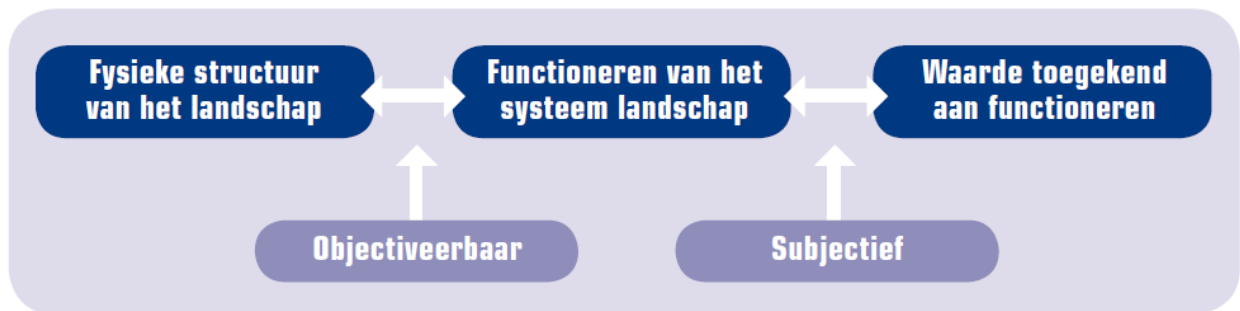 Fysieke structuur
van het landschap
Functioneren van het
systeem landschap
Waarde toegekend
aan functioneren
Objectiveerbaar
Subjectief